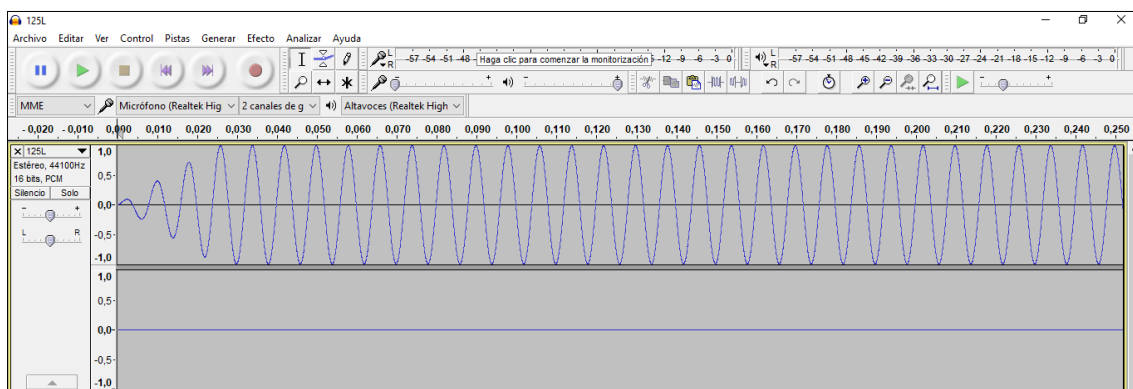 125L
Archivo Editar Ver Control Pistas Generar Efecto Analizar Ayuda
L R -57 -54 -51 -48 Haga clic para comenzar la monitorización -12 -9 -6 -3 0 L R -57 -54 -51 -48 -45 -42 -39 -36 -33 -30 -27 -24 -21 -18 -15 -12 -9 -6 -3 0
- + - + - +
MME Micrófono (Realtek Hig 2 canales de g Altavoces (Realtek High
-0,020 -0,010 0,010 0,020 0,030 0,040 0,050 0,060 0,070 0,080 0,090 0,100 0,110 0,120 0,130 0,140 0,150 0,160 0,170 0,180 0,190 0,200 0,210 0,220 0,230 0,240 0,250
X 125L 1,0
Estéreo, 44100Hz
16 bits, PCM 0,5
Silencio Solo
- + 0,0
L R -0,5
-1,0
1,0
0,5
0,0
-0,5
-1,0